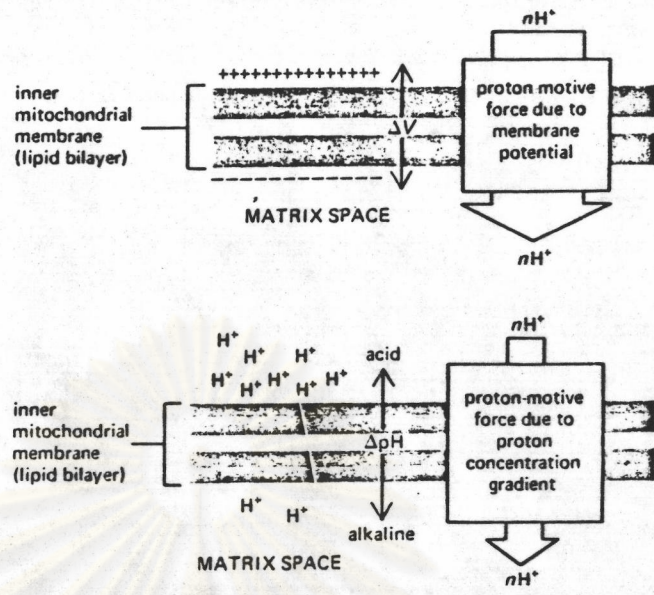 nH⁺
+++++++++++++++
inner
mitochondrial
membrane
(lipid bilayer)
ΔV
proton-motive
force due to
membrane
potential
MATRIX SPACE
nH⁺
nH⁺
H⁺
H⁺ H⁺
H⁺ H⁺ H⁺ H⁺
H⁺ H⁺
acid
inner
mitochondrial
membrane
(lipid bilayer)
ΔpH
proton-motive
force due to
proton
concentration
gradient
H⁺ H⁺
alkaline
MATRIX SPACE
nH⁺